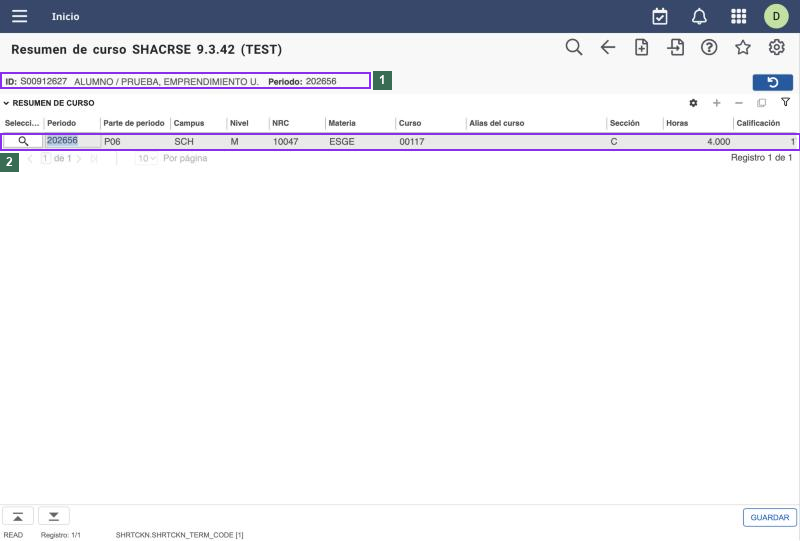 Inicio
D
Resumen de curso SHACRSE 9.3.42 (TEST)
ID: S00912627 ALUMNO / PRUEBA, EMPRENDIMIENTO U. Periodo: 202656
1
RESUMEN DE CURSO
Selecci... Periodo Parte de periodo Campus Nivel NRC Materia Curso Alias del curso Sección Horas Calificación
202656 P06 SCH M 10047 ESGE 00117 C 4.000 1
2
1 de 1 10 Por página Registro 1 de 1
GUARDAR
READ Registro: 1/1 SHRTCKN.SHRTCKN_TERM_CODE [1]